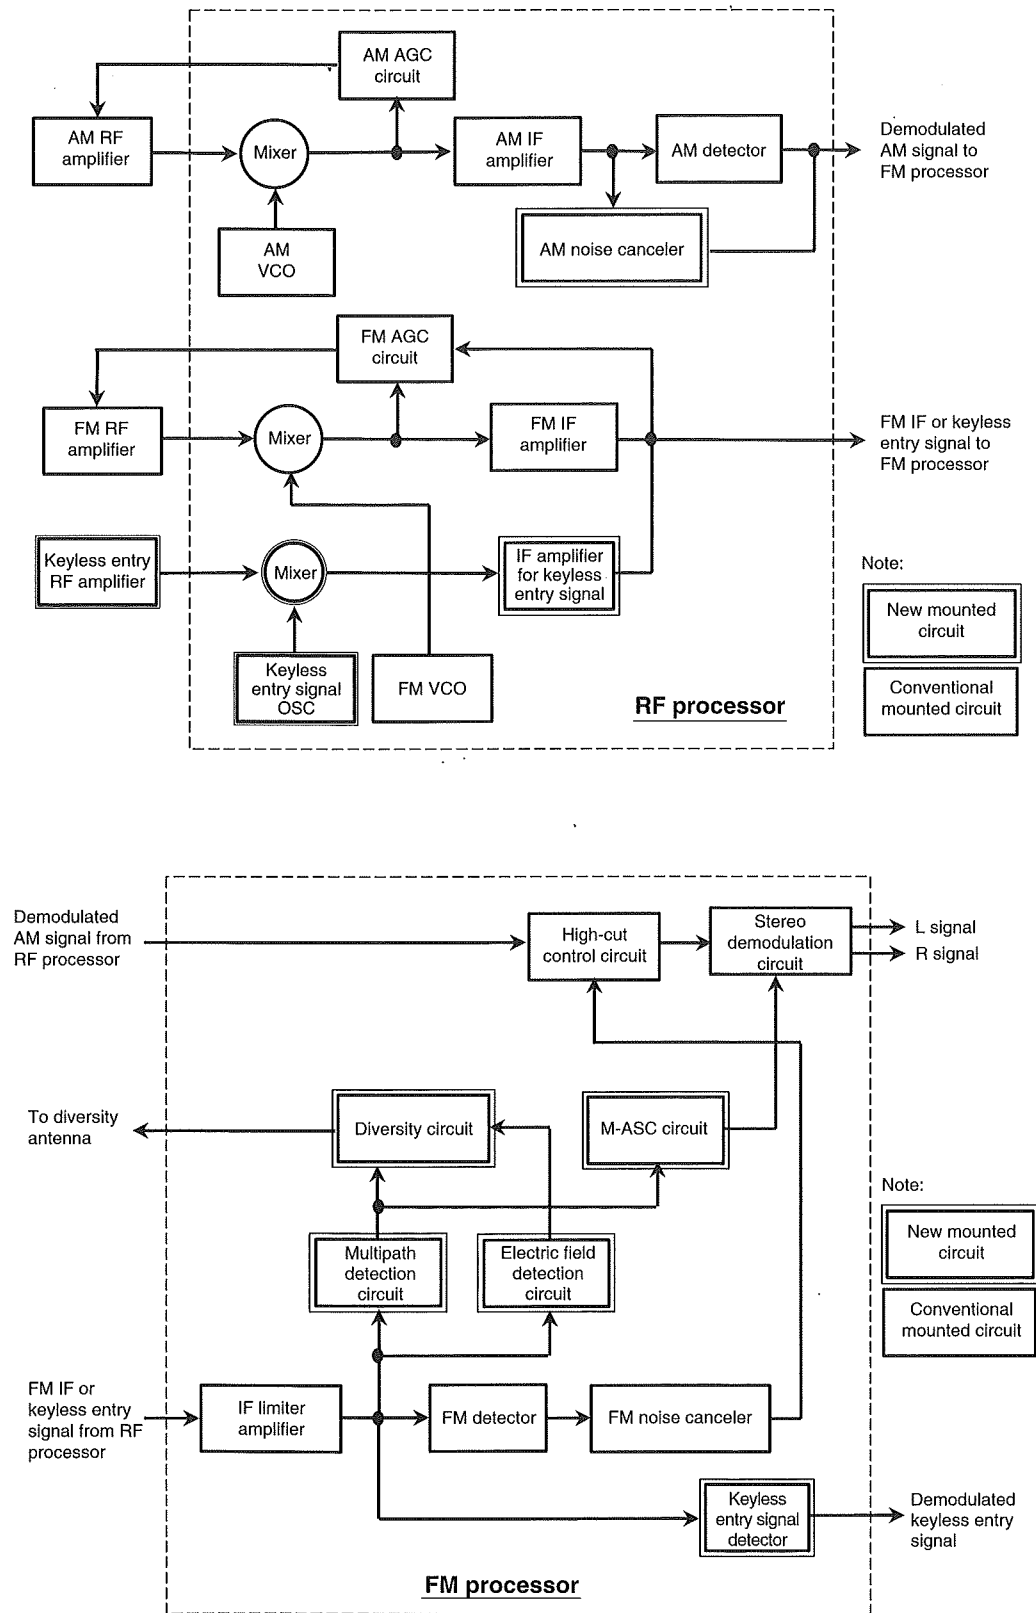 AM AGC
circuit
AM RF
amplifier
Mixer
AM IF
amplifier
AM detector
Demodulated
AM signal to
FM processor
AM
VCO
AM noise canceler
FM AGC
circuit
FM RF
amplifier
Mixer
FM IF
amplifier
FM IF or keyless
entry signal to
FM processor
Keyless entry
RF amplifier
Mixer
IF amplifier
for keyless
entry signal
Keyless
entry signal
OSC
FM VCO
RF processor
Note:
New mounted
circuit
Conventional
mounted circuit
Demodulated
AM signal from
RF processor
High-cut
control circuit
Stereo
demodulation
circuit
L signal
R signal
To diversity
antenna
Diversity circuit
M-ASC circuit
Multipath
detection
circuit
Electric field
detection
circuit
Note:
New mounted
circuit
Conventional
mounted circuit
FM IF or
keyless entry
signal from RF
processor
IF limiter
amplifier
FM detector
FM noise canceler
Keyless
entry signal
detector
Demodulated
keyless entry
signal
FM processor